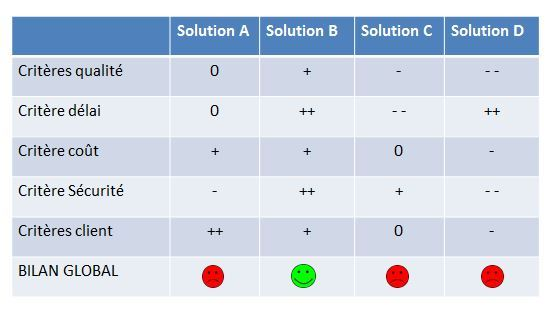 Solution A Solution B Solution C Solution D
Critères qualité 0 + - - -
Critère délai 0 ++ - - ++
Critère coût + + 0 -
Critère Sécurité - ++ + - -
Critères client ++ + 0 -
BILAN GLOBAL